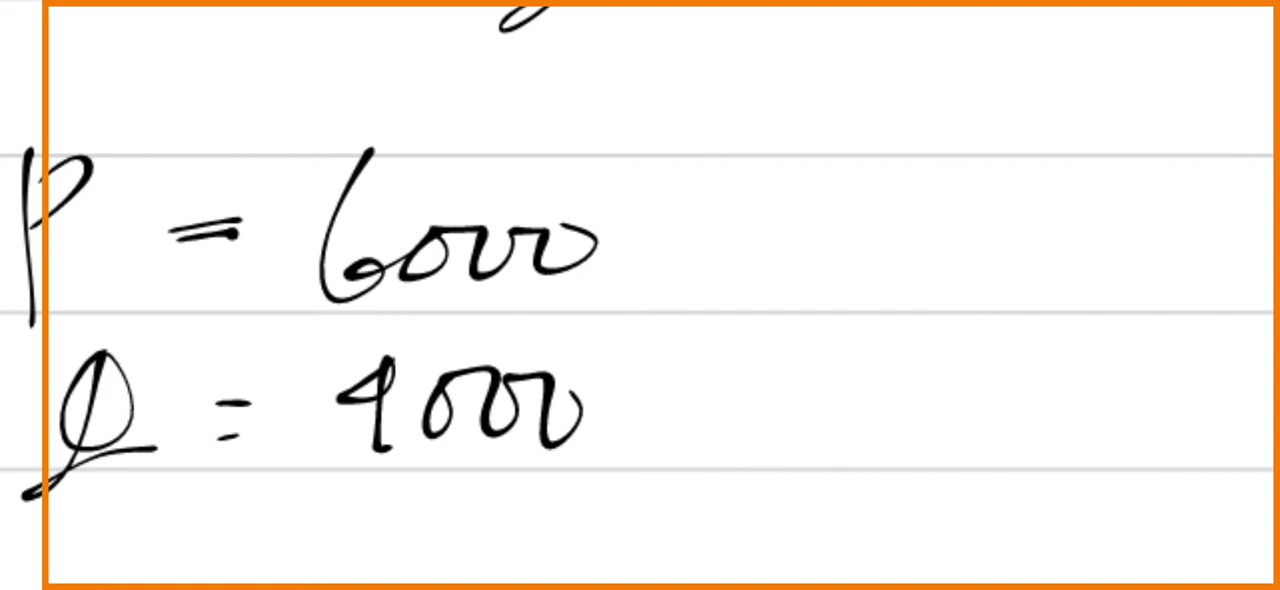 P = 6000
Q = 4000